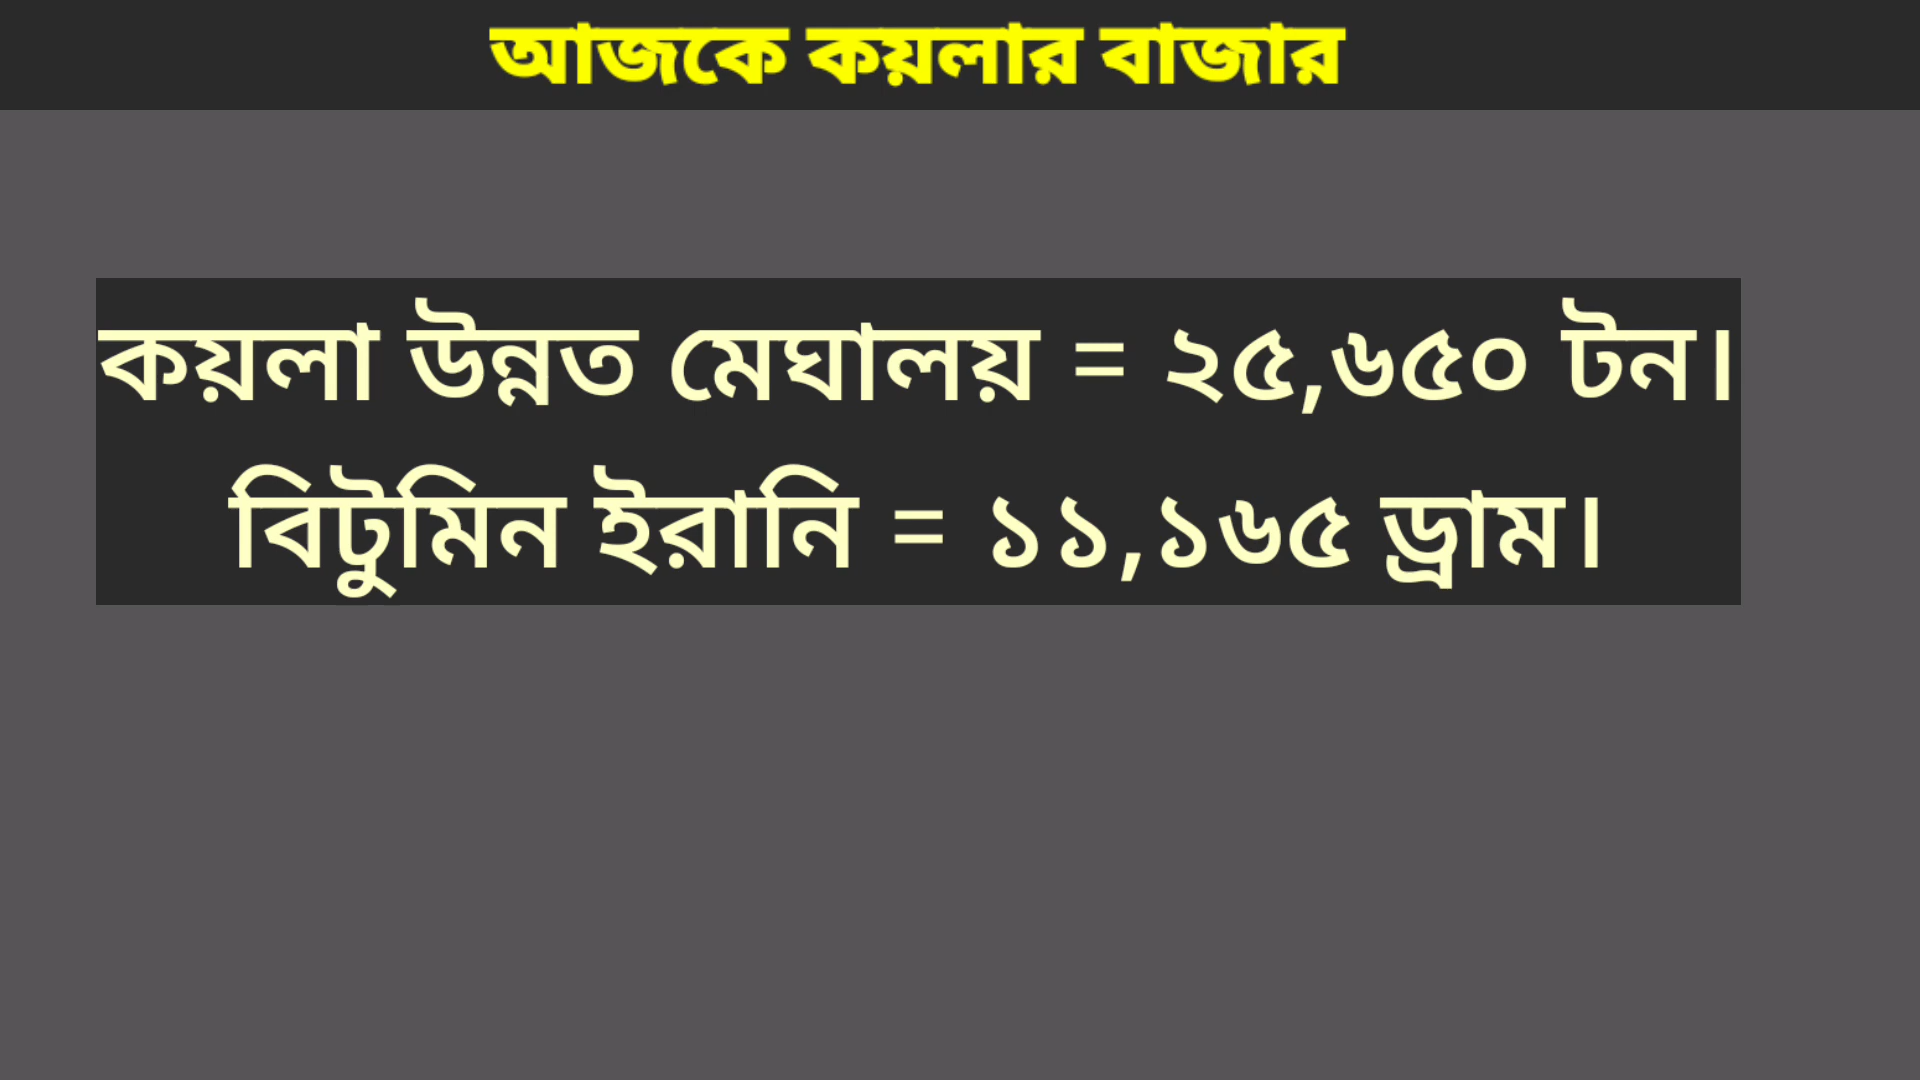 আজকে কয়লার বাজার
কয়লা উন্নত মেঘালয় = ২৫,৬৫০ টন।
বিটুমিন ইরানি = ১১,১৬৫ ড্রাম।